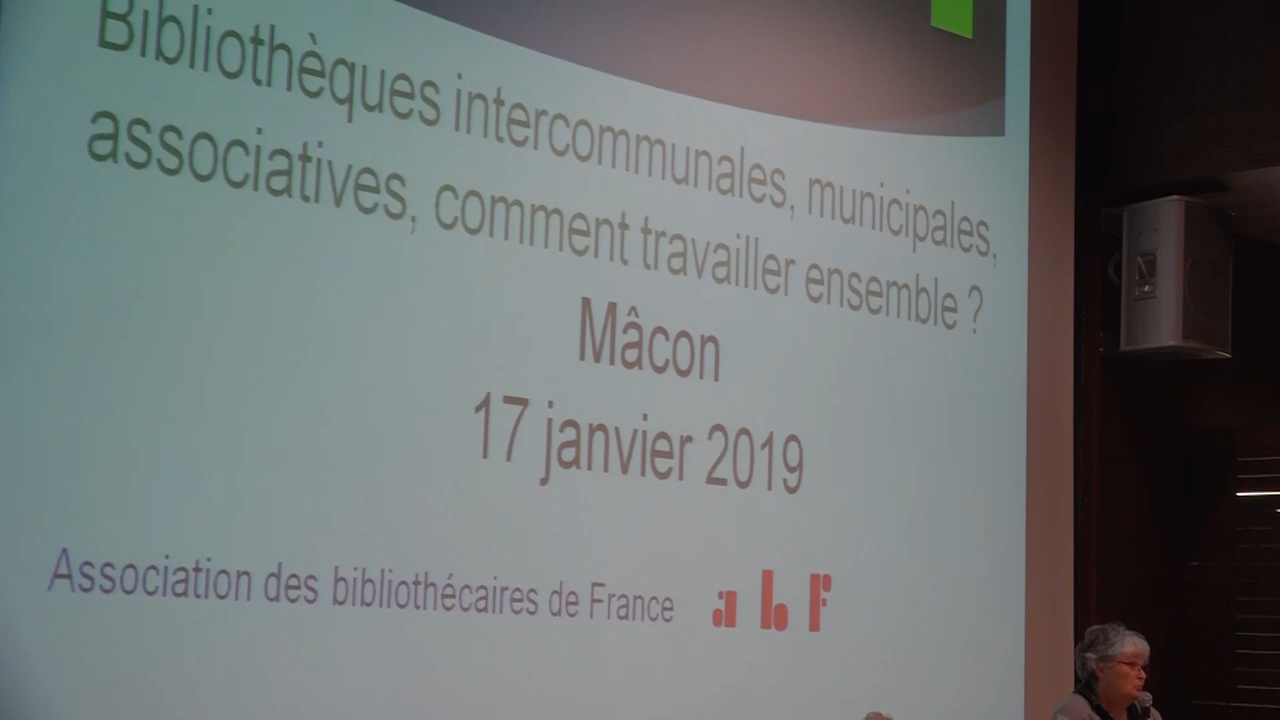 Bibliothèques intercommunales, municipales,
associatives, comment travailler ensemble ?
Mâcon
17 janvier 2019
Association des bibliothécaires de France abf